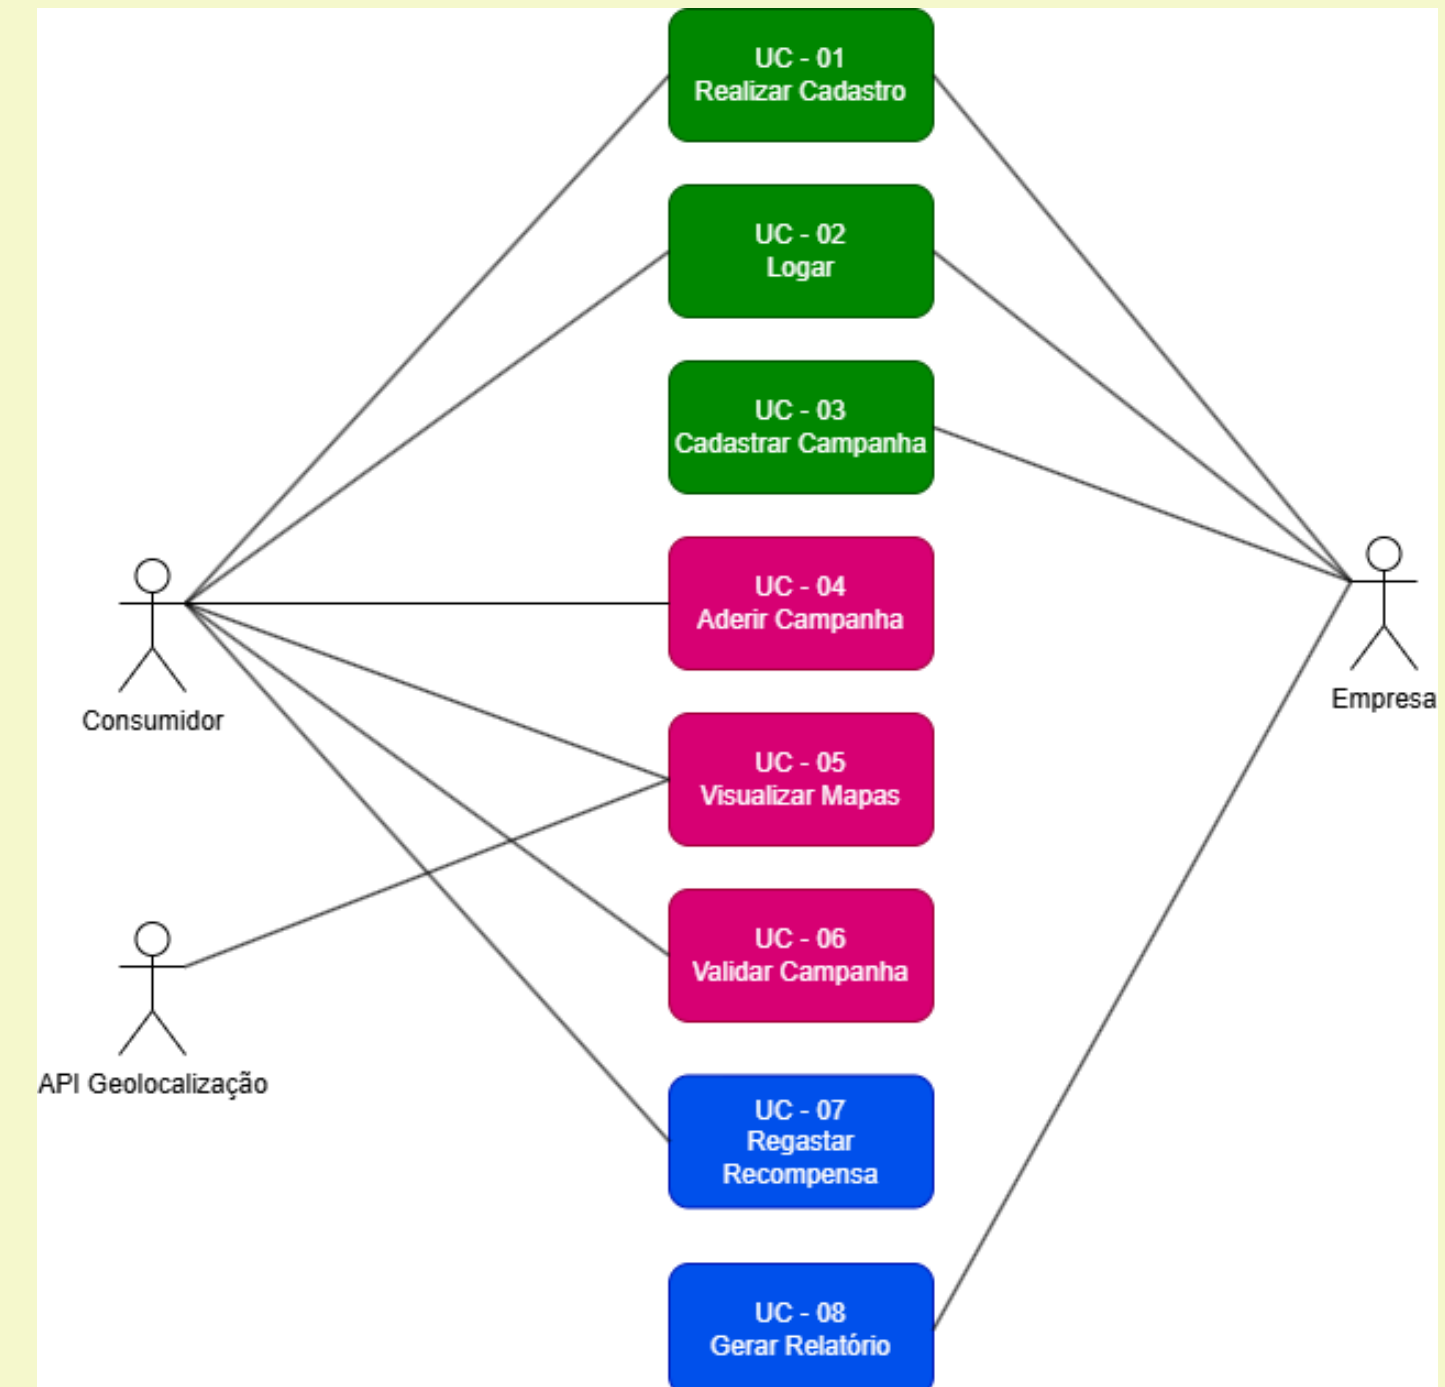 UC - 01
Realizar Cadastro
UC - 02
Logar
UC - 03
Cadastrar Campanha
UC - 04
Aderir Campanha
Consumidor
Empresa
UC - 05
Visualizar Mapas
UC - 06
Validar Campanha
API Geolocalização
UC - 07
Regastar
Recompensa
UC - 08
Gerar Relatório